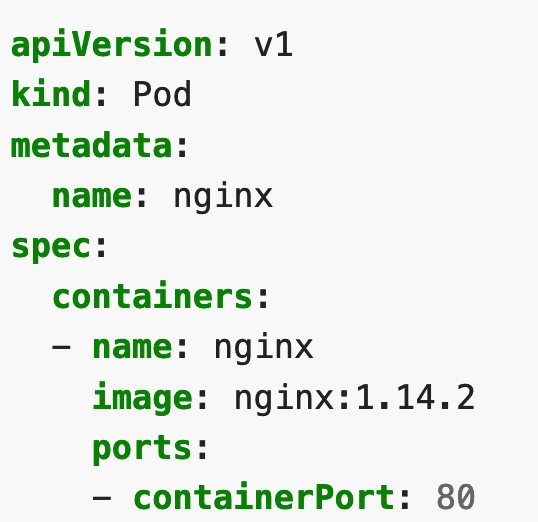 apiVersion: v1
kind: Pod
metadata:
  name: nginx
spec:
  containers:
  - name: nginx
    image: nginx:1.14.2
    ports:
    - containerPort: 80